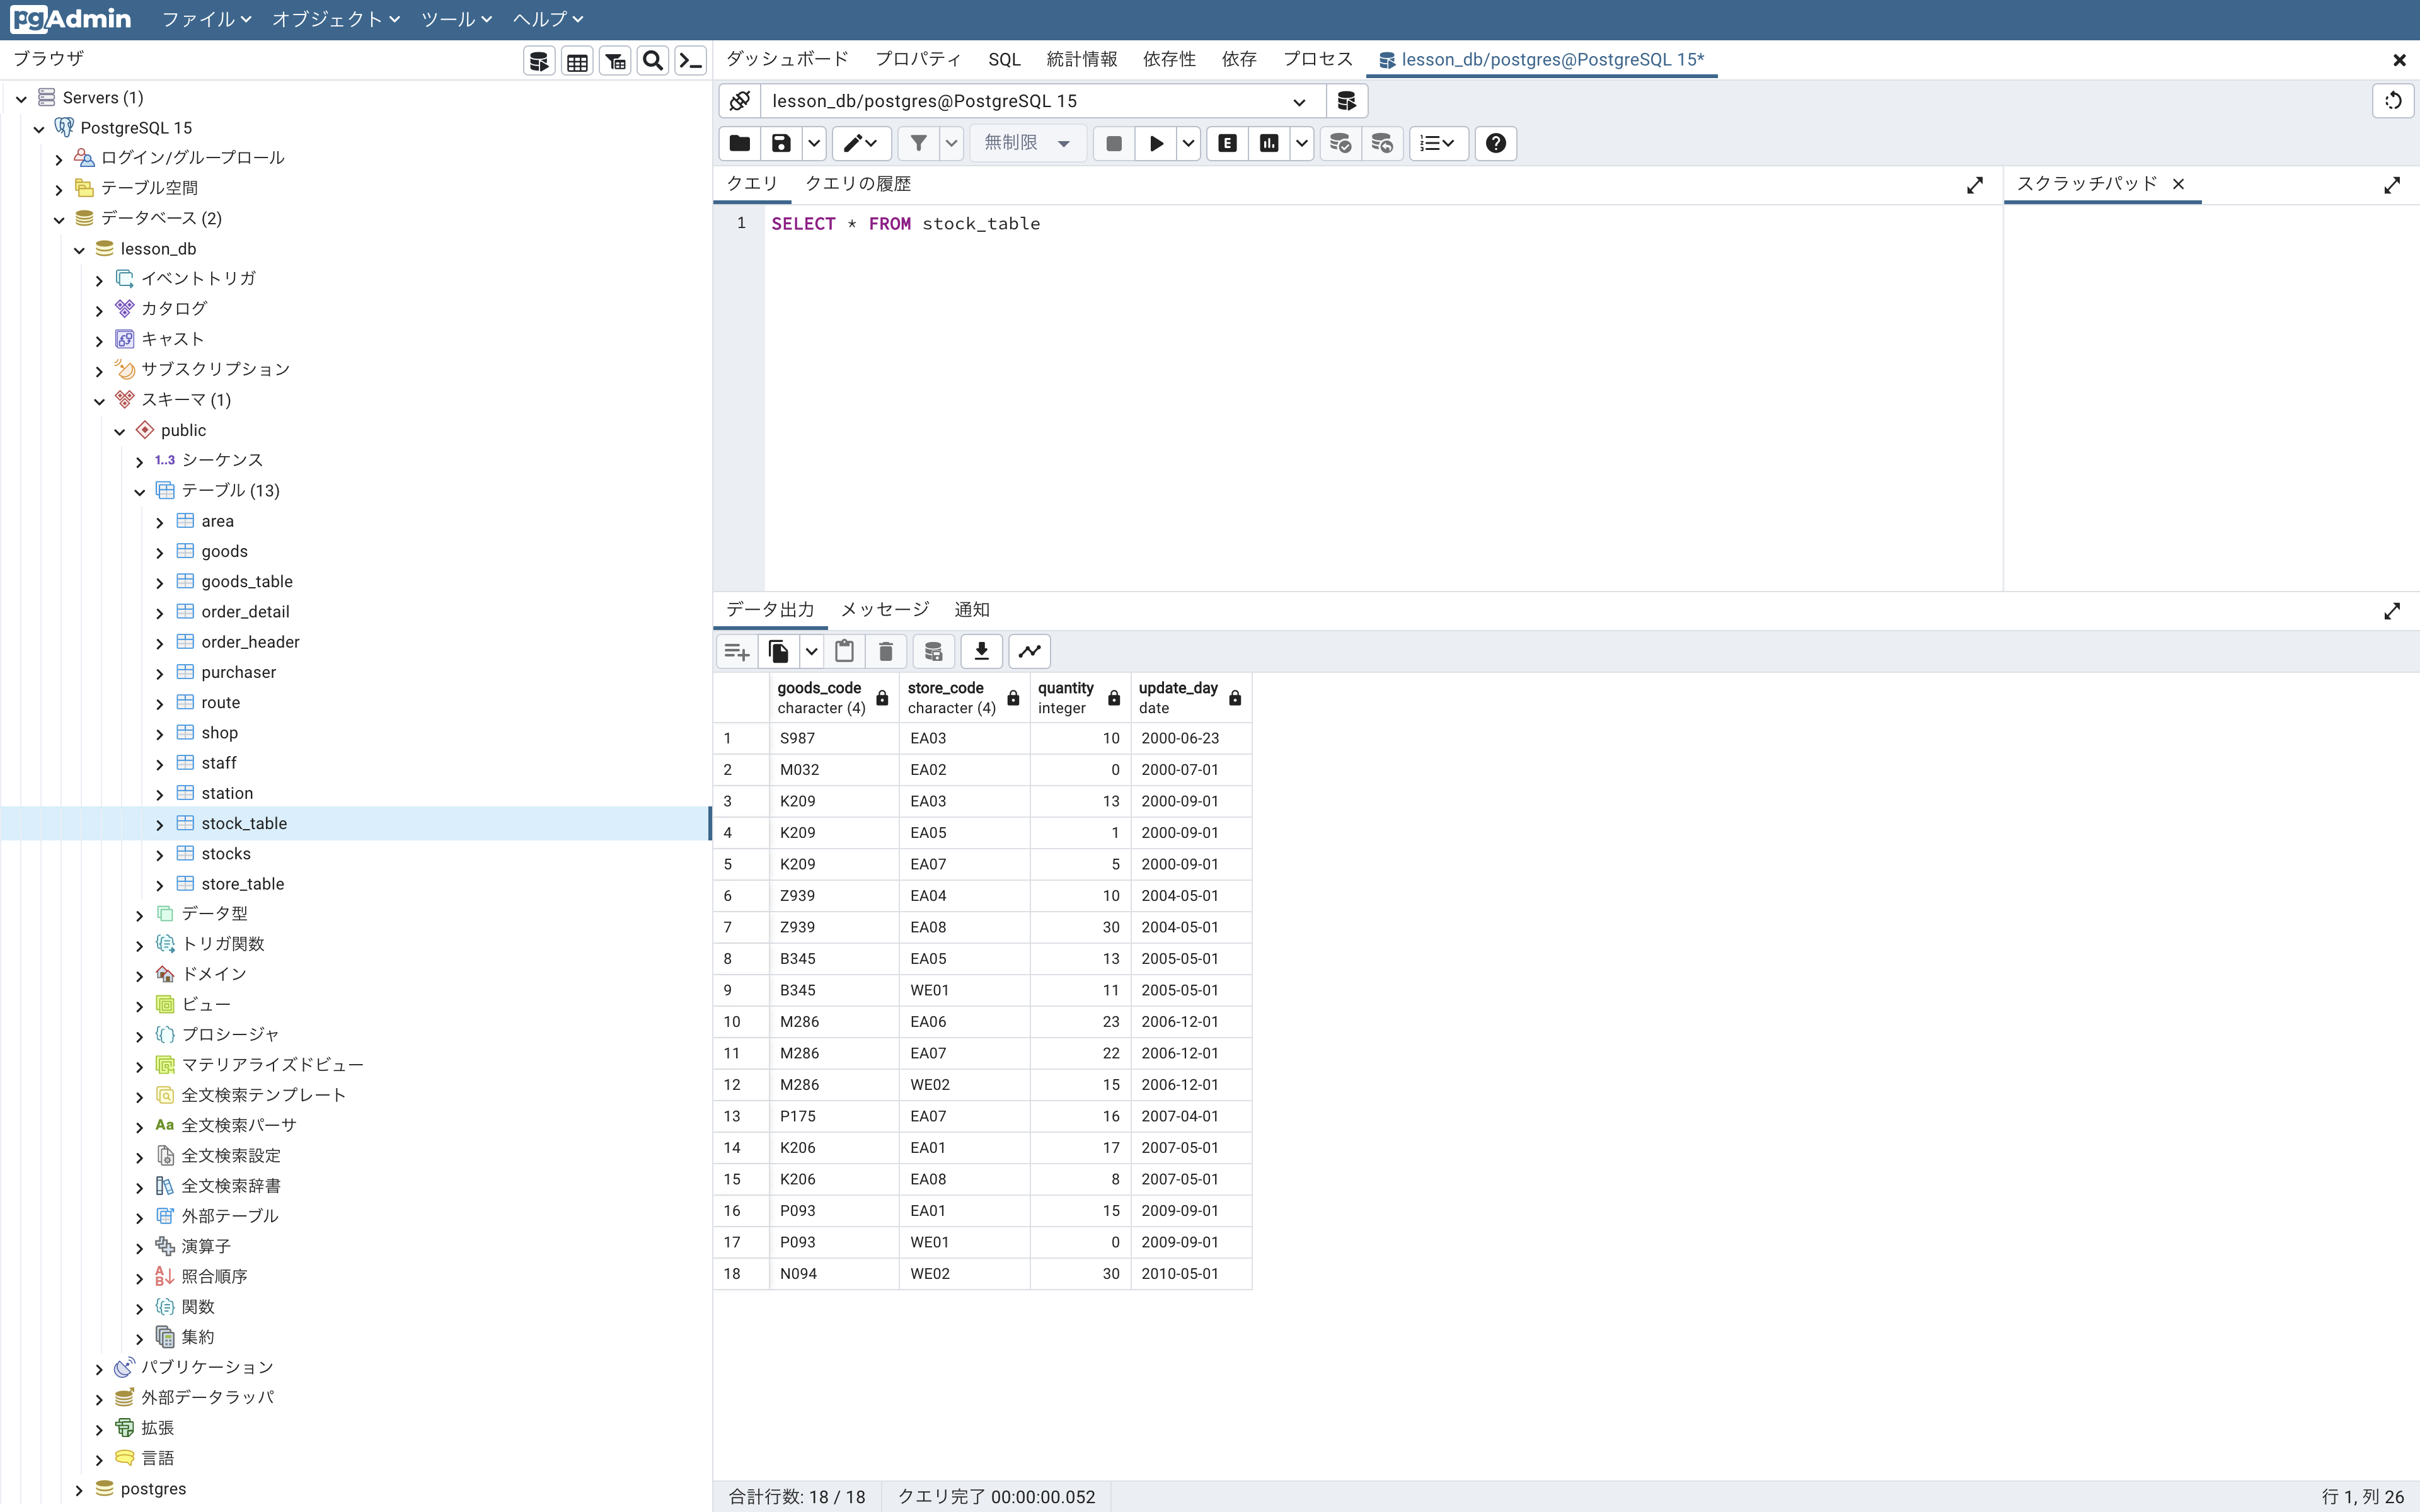 pgAdmin ファイル オブジェクト ツール ヘルプ
ブラウザ
Servers (1)
PostgreSQL 15
ログイン/グループロール
テーブル空間
データベース (2)
lesson_db
イベントトリガ
カタログ
キャスト
サブスクリプション
スキーマ (1)
public
1..3 シーケンス
テーブル (13)
area
goods
goods_table
order_detail
order_header
purchaser
route
shop
staff
station
stock_table
stocks
store_table
データ型
トリガ関数
ドメイン
ビュー
プロシージャ
マテリアライズドビュー
全文検索テンプレート
Aa 全文検索パーサ
全文検索設定
全文検索辞書
外部テーブル
演算子
照合順序
関数
集約
パブリケーション
外部データラッパ
拡張
言語
postgres
ダッシュボード プロパティ SQL 統計情報 依存性 依存 プロセス lesson_db/postgres@PostgreSQL 15*
lesson_db/postgres@PostgreSQL 15
無制限 E
クエリ クエリの履歴 スクラッチパッド
1 SELECT * FROM stock_table
データ出力 メッセージ 通知
goods_code store_code quantity update_day
character (4) character (4) integer date
1 S987 EA03 10 2000-06-23
2 M032 EA02 0 2000-07-01
3 K209 EA03 13 2000-09-01
4 K209 EA05 1 2000-09-01
5 K209 EA07 5 2000-09-01
6 Z939 EA04 10 2004-05-01
7 Z939 EA08 30 2004-05-01
8 B345 EA05 13 2005-05-01
9 B345 WE01 11 2005-05-01
10 M286 EA06 23 2006-12-01
11 M286 EA07 22 2006-12-01
12 M286 WE02 15 2006-12-01
13 P175 EA07 16 2007-04-01
14 K206 EA01 17 2007-05-01
15 K206 EA08 8 2007-05-01
16 P093 EA01 15 2009-09-01
17 P093 WE01 0 2009-09-01
18 N094 WE02 30 2010-05-01
合計行数: 18 / 18 クエリ完了 00:00:00.052 行 1, 列 26